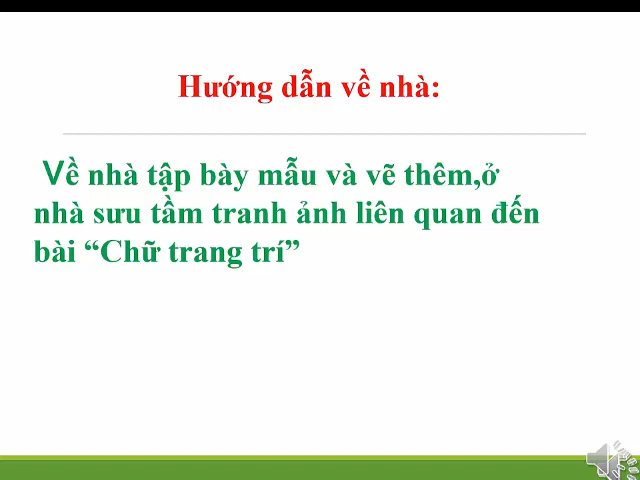 Hướng dẫn về nhà:
Về nhà tập bày mẫu và vẽ thêm,ở
nhà sưu tầm tranh ảnh liên quan đến
bài “Chữ trang trí”